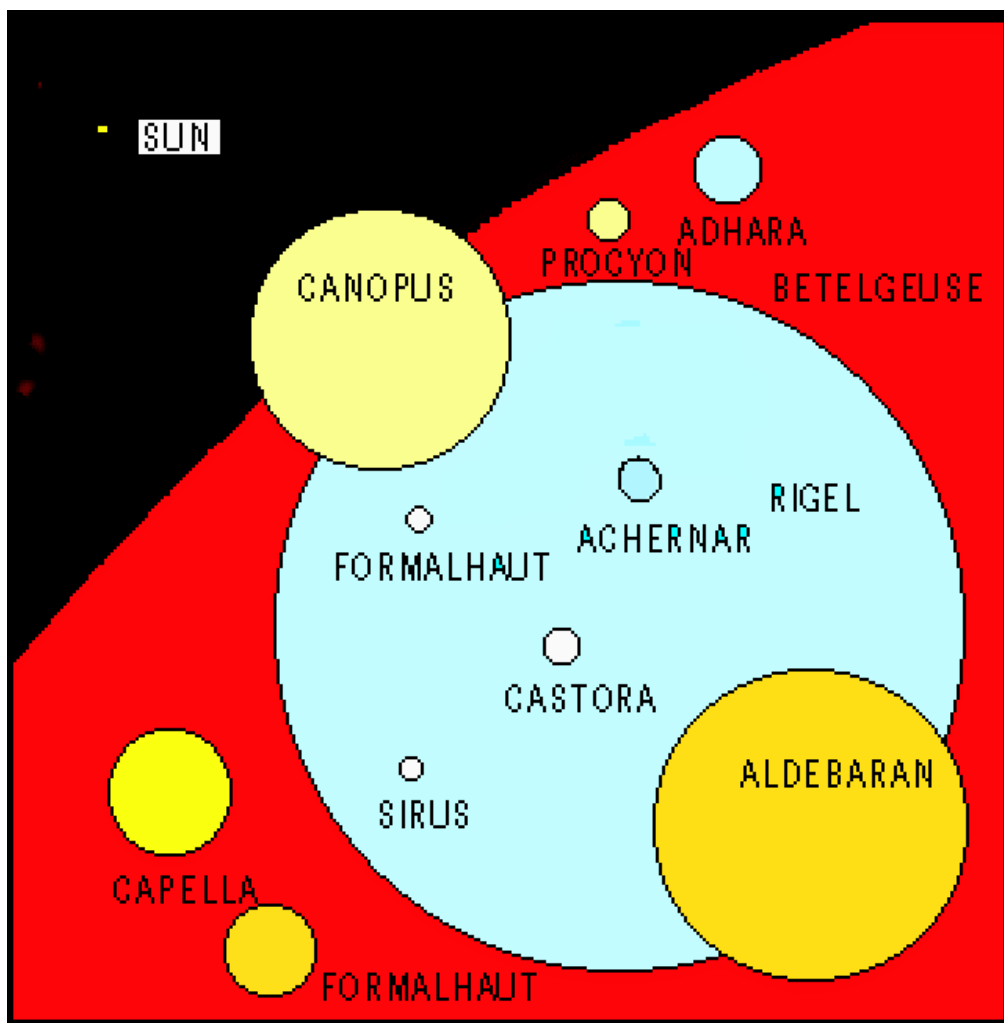 SUN
ADHARA
PROCYON
CANOPUS
BETELGEUSE
RIGEL
ACHERNAR
FORMALHAUT
CASTORA
ALDEBARAN
SIRUS
CAPELLA
FORMALHAUT